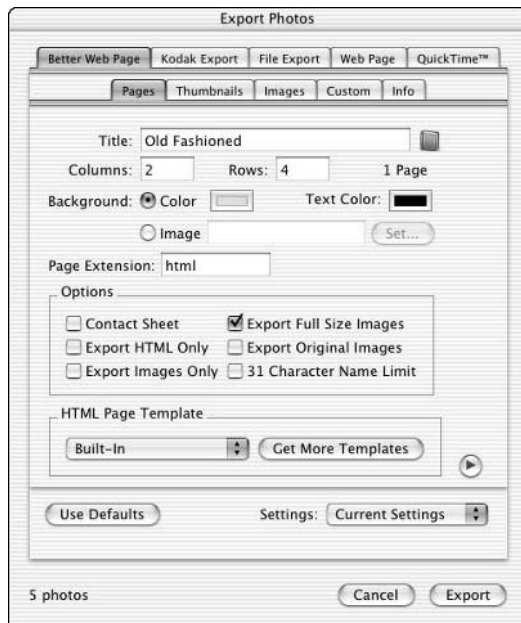 Export Photos
Better Web Page Kodak Export File Export Web Page QuickTime™
Pages Thumbnails Images Custom Info
Title: Old Fashioned
Columns: 2 Rows: 4 1 Page
Background: Color Text Color:
Image Set...
Page Extension: html
Options
Contact Sheet Export Full Size Images
Export HTML Only Export Original Images
Export Images Only 31 Character Name Limit
HTML Page Template
Built-In Get More Templates
Use Defaults Settings: Current Settings
5 photos Cancel Export